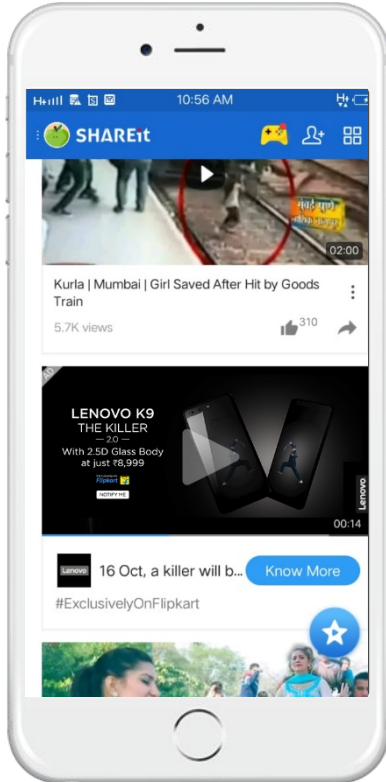 10:56 AM
SHAREit
मुंबई
02:00
Kurla | Mumbai | Girl Saved After Hit by Goods
Train
5.7K views
310
AD
LENOVO K9
THE KILLER
— 2.0 —
With 2.5D Glass Body
at just ₹8,999
Flipkart
NOTIFY ME
Lenovo
00:14
Lenovo
16 Oct, a killer will b...
Know More
#ExclusivelyOnFlipkart